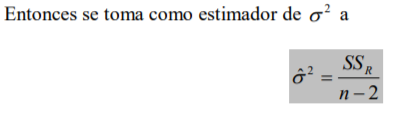 Entonces se toma como estimador de σ² a
σ̂² = SS_R / (n − 2)